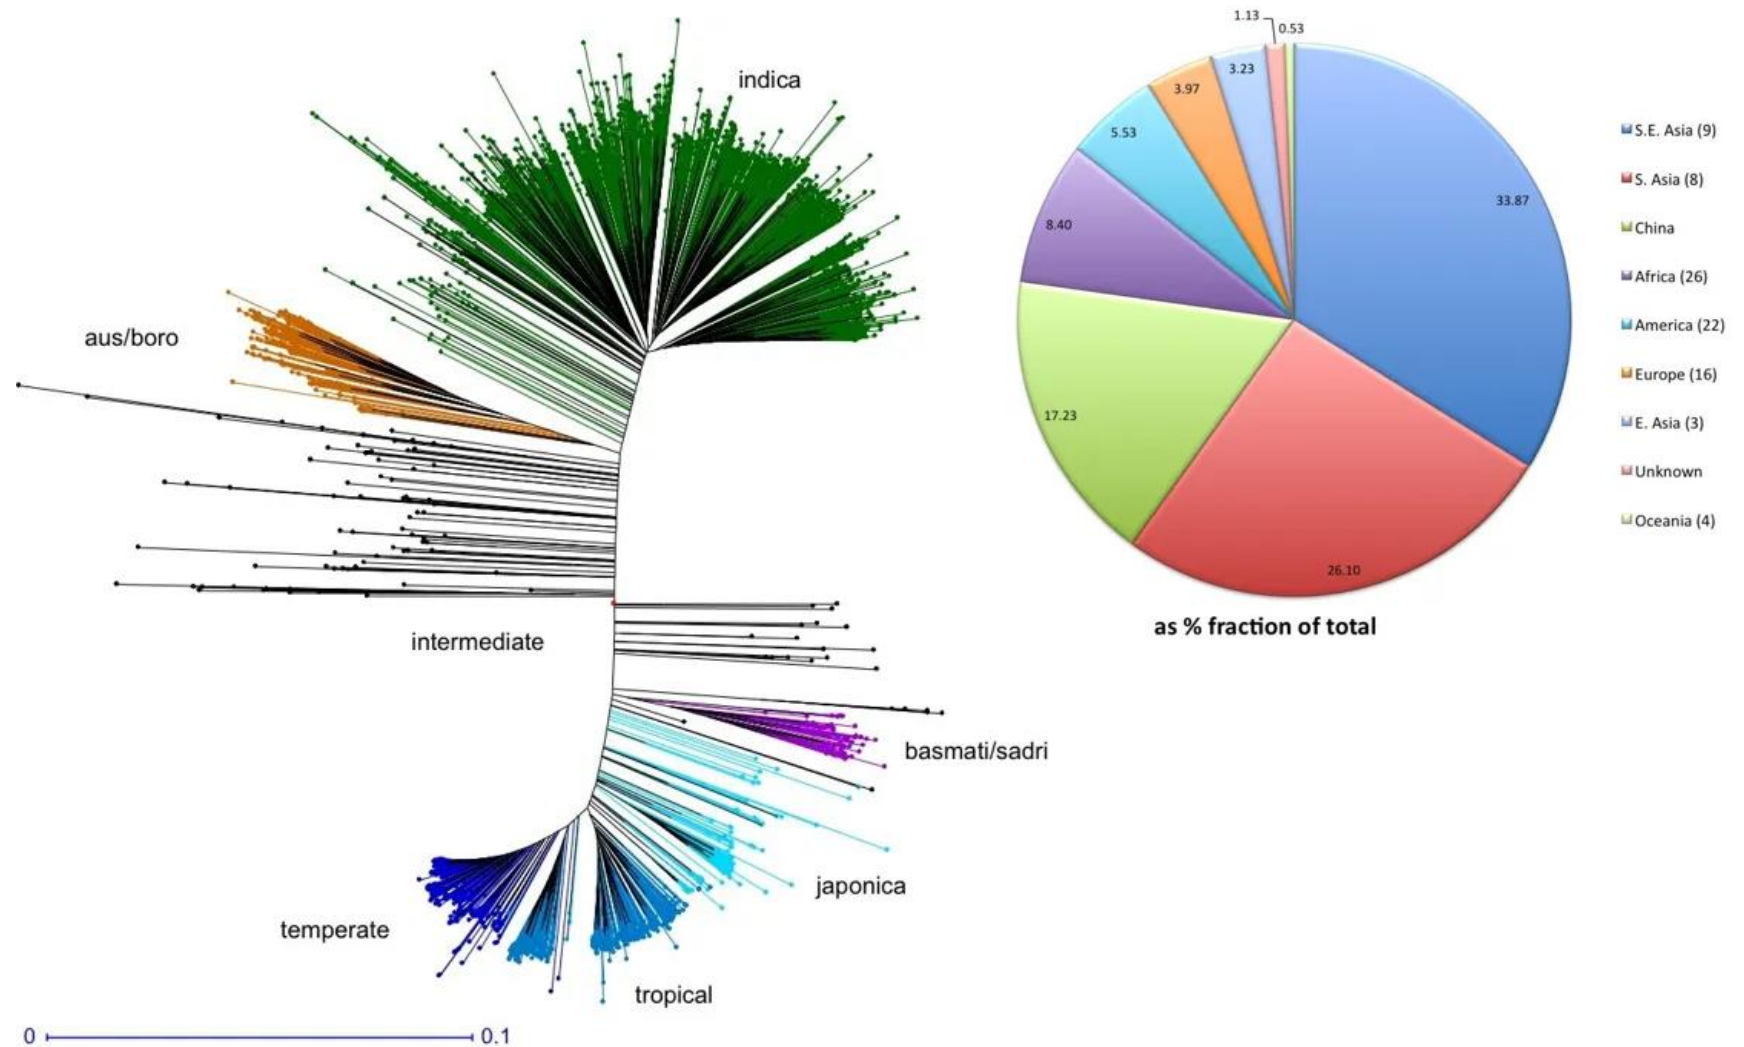 indica
aus/boro
intermediate
basmati/sadri
japonica
temperate
tropical
0 0.1
1.13
0.53
3.23
3.97
5.53
8.40
17.23
26.10
33.87
S.E. Asia (9)
S. Asia (8)
China
Africa (26)
America (22)
Europe (16)
E. Asia (3)
Unknown
Oceania (4)
as % fraction of total